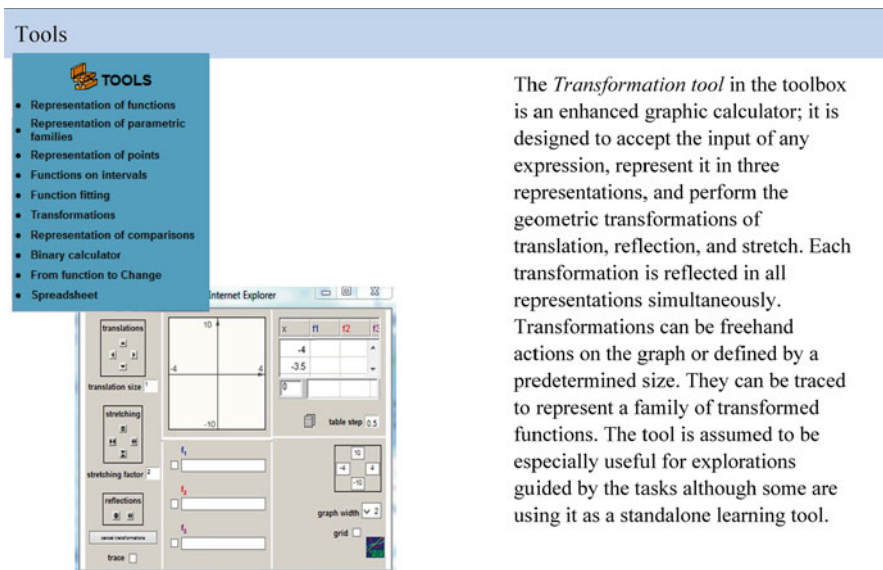 Tools
TOOLS
• Representation of functions
• Representation of parametric
families
• Representation of points
• Functions on intervals
• Function fitting
• Transformations
• Representation of comparisons
• Binary calculator
• From function to Change
• Spreadsheet
The Transformation tool in the toolbox
is an enhanced graphic calculator; it is
designed to accept the input of any
expression, represent it in three
representations, and perform the
geometric transformations of
translation, reflection, and stretch. Each
transformation is reflected in all
representations simultaneously.
Transformations can be freehand
actions on the graph or defined by a
predetermined size. They can be traced
to represent a family of transformed
functions. The tool is assumed to be
especially useful for explorations
guided by the tasks although some are
using it as a standalone learning tool.
Internet Explorer
translations
translation size 1
stretching
stretching factor 2
reflections
cancel transformations
trace
10
-4 4
-10
x f1 f2 f3
-4
-3.5
0
table step 0.5
f1
f2
f3
10
-4 4
-10
graph width 2
grid